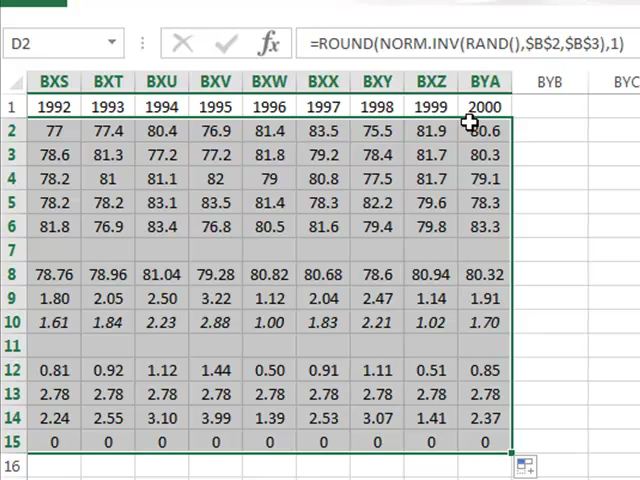 D2 fx =ROUND(NORM.INV(RAND(),$B$2,$B$3),1)
BXS BXT BXU BXV BXW BXX BXY BXZ BYA BYB BYC
1 1992 1993 1994 1995 1996 1997 1998 1999 2000
2 77 77.4 80.4 76.9 81.4 83.5 75.5 81.9 80.6
3 78.6 81.3 77.2 77.2 81.8 79.2 78.4 81.7 80.3
4 78.2 81 81.1 82 79 80.8 77.5 81.7 79.1
5 78.2 78.2 83.1 83.5 81.4 78.3 82.2 79.6 78.3
6 81.8 76.9 83.4 76.8 80.5 81.6 79.4 79.8 83.3
7
8 78.76 78.96 81.04 79.28 80.82 80.68 78.6 80.94 80.32
9 1.80 2.05 2.50 3.22 1.12 2.04 2.47 1.14 1.91
10 1.61 1.84 2.23 2.88 1.00 1.83 2.21 1.02 1.70
11
12 0.81 0.92 1.12 1.44 0.50 0.91 1.11 0.51 0.85
13 2.78 2.78 2.78 2.78 2.78 2.78 2.78 2.78 2.78
14 2.24 2.55 3.10 3.99 1.39 2.53 3.07 1.41 2.37
15 0 0 0 0 0 0 0 0 0
16